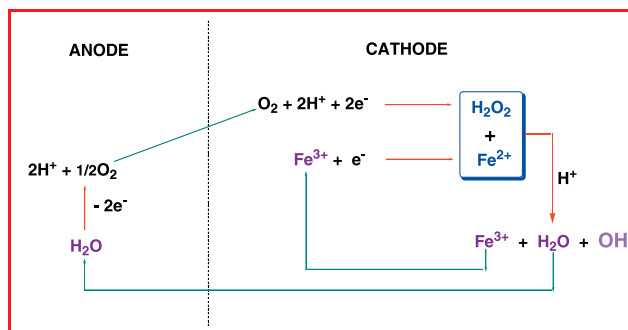 ANODE
CATHODE
O₂ + 2H⁺ + 2e⁻
H₂O₂
+
Fe²⁺
Fe³⁺ + e⁻
2H⁺ + 1/2O₂
H⁺
- 2e⁻
H₂O
Fe³⁺ + H₂O + OH